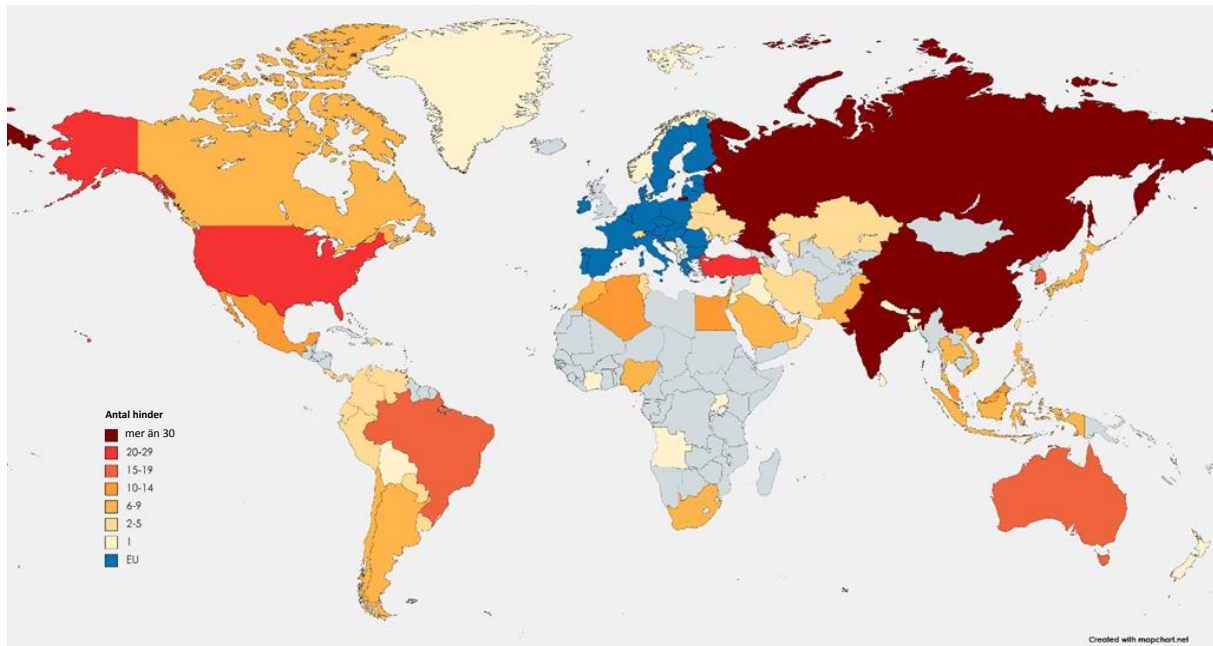 Antal hinder
mer än 30
20-29
15-19
10-14
6-9
2-5
1
EU
Created with mapchart.net